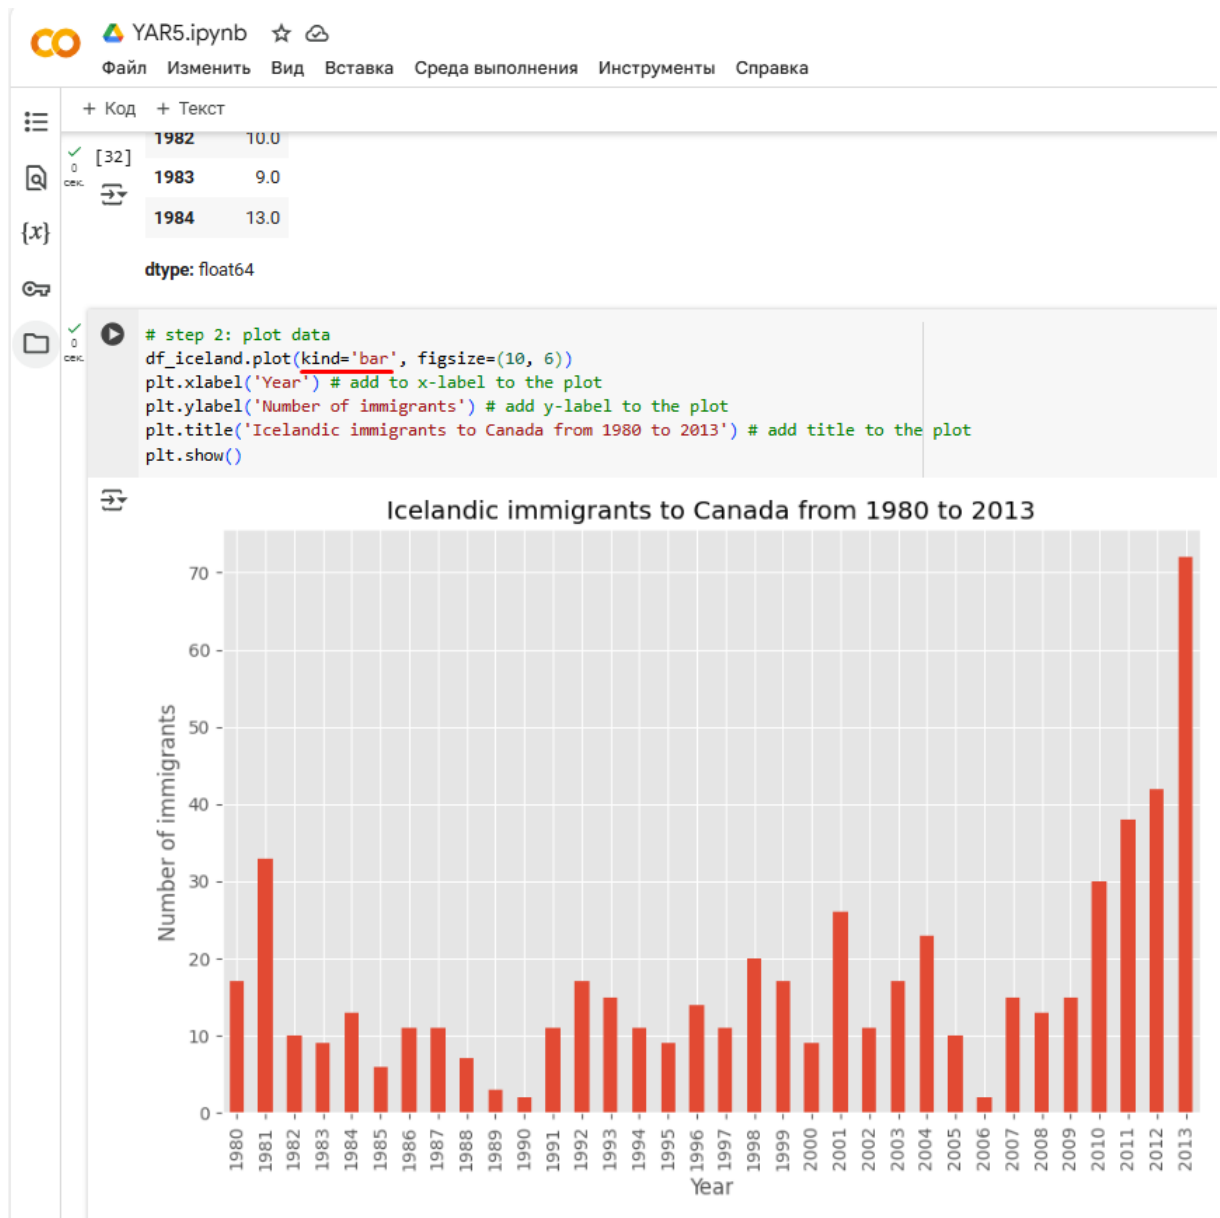 YAR5.ipynb
Файл Изменить Вид Вставка Среда выполнения Инструменты Справка
+ Код + Текст
1982 10.0
[32]
0
сек.
1983 9.0
{x}
1984 13.0
dtype: float64
0
сек.
# step 2: plot data
df_iceland.plot(kind='bar', figsize=(10, 6))
plt.xlabel('Year') # add to x-label to the plot
plt.ylabel('Number of immigrants') # add y-label to the plot
plt.title('Icelandic immigrants to Canada from 1980 to 2013') # add title to the plot
plt.show()
Icelandic immigrants to Canada from 1980 to 2013
Number of immigrants
70
60
50
40
30
20
10
0
1980 1981 1982 1983 1984 1985 1986 1987 1988 1989 1990 1991 1992 1993 1994 1995 1996 1997 1998 1999 2000 2001 2002 2003 2004 2005 2006 2007 2008 2009 2010 2011 2012 2013
Year